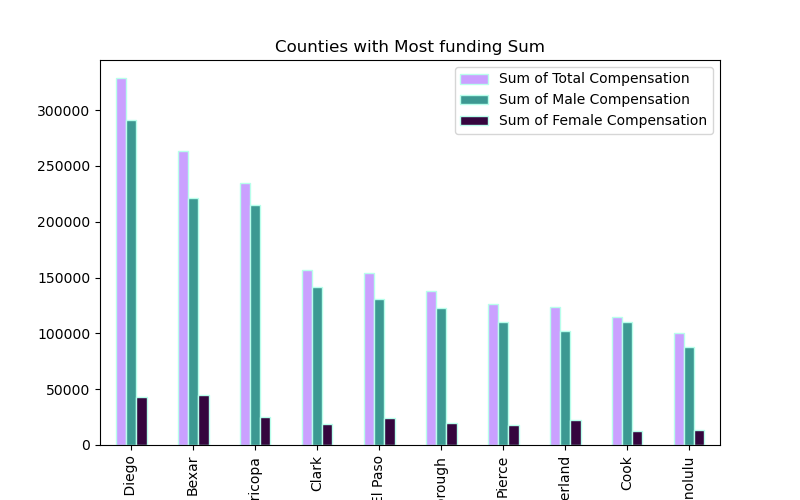 Counties with Most funding Sum
Sum of Total Compensation
Sum of Male Compensation
Sum of Female Compensation
300000
250000
200000
150000
100000
50000
0
Diego
Bexar
ricopa
Clark
El Paso
rough
Pierce
erland
Cook
nolulu